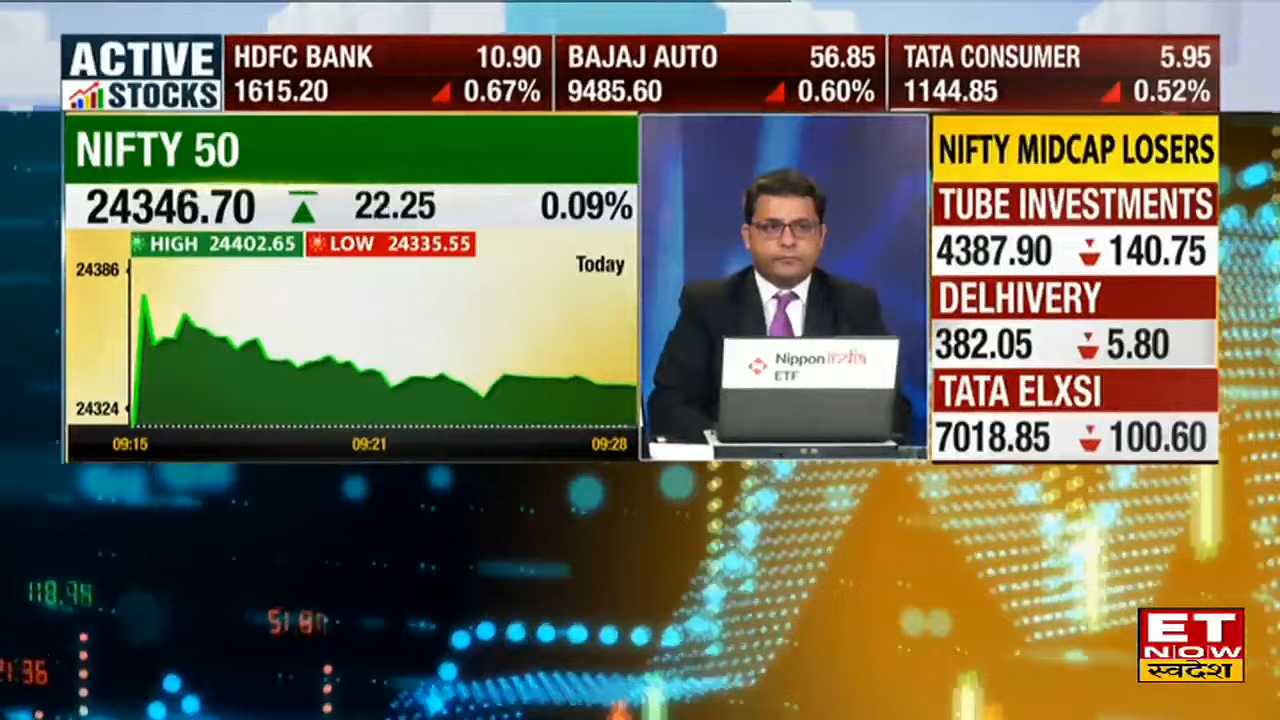 ACTIVE STOCKS
HDFC BANK 10.90
1615.20 0.67%
BAJAJ AUTO 56.85
9485.60 0.60%
TATA CONSUMER 5.95
1144.85 0.52%
NIFTY 50
24346.70 22.25 0.09%
HIGH 24402.65 LOW 24335.55
Today
24386
24324
09:15 09:21 09:28
Nippon india
ETF
NIFTY MIDCAP LOSERS
TUBE INVESTMENTS
4387.90 140.75
DELHIVERY
382.05 5.80
TATA ELXSI
7018.85 100.60
118.98
ET
NOW
स्वदेश